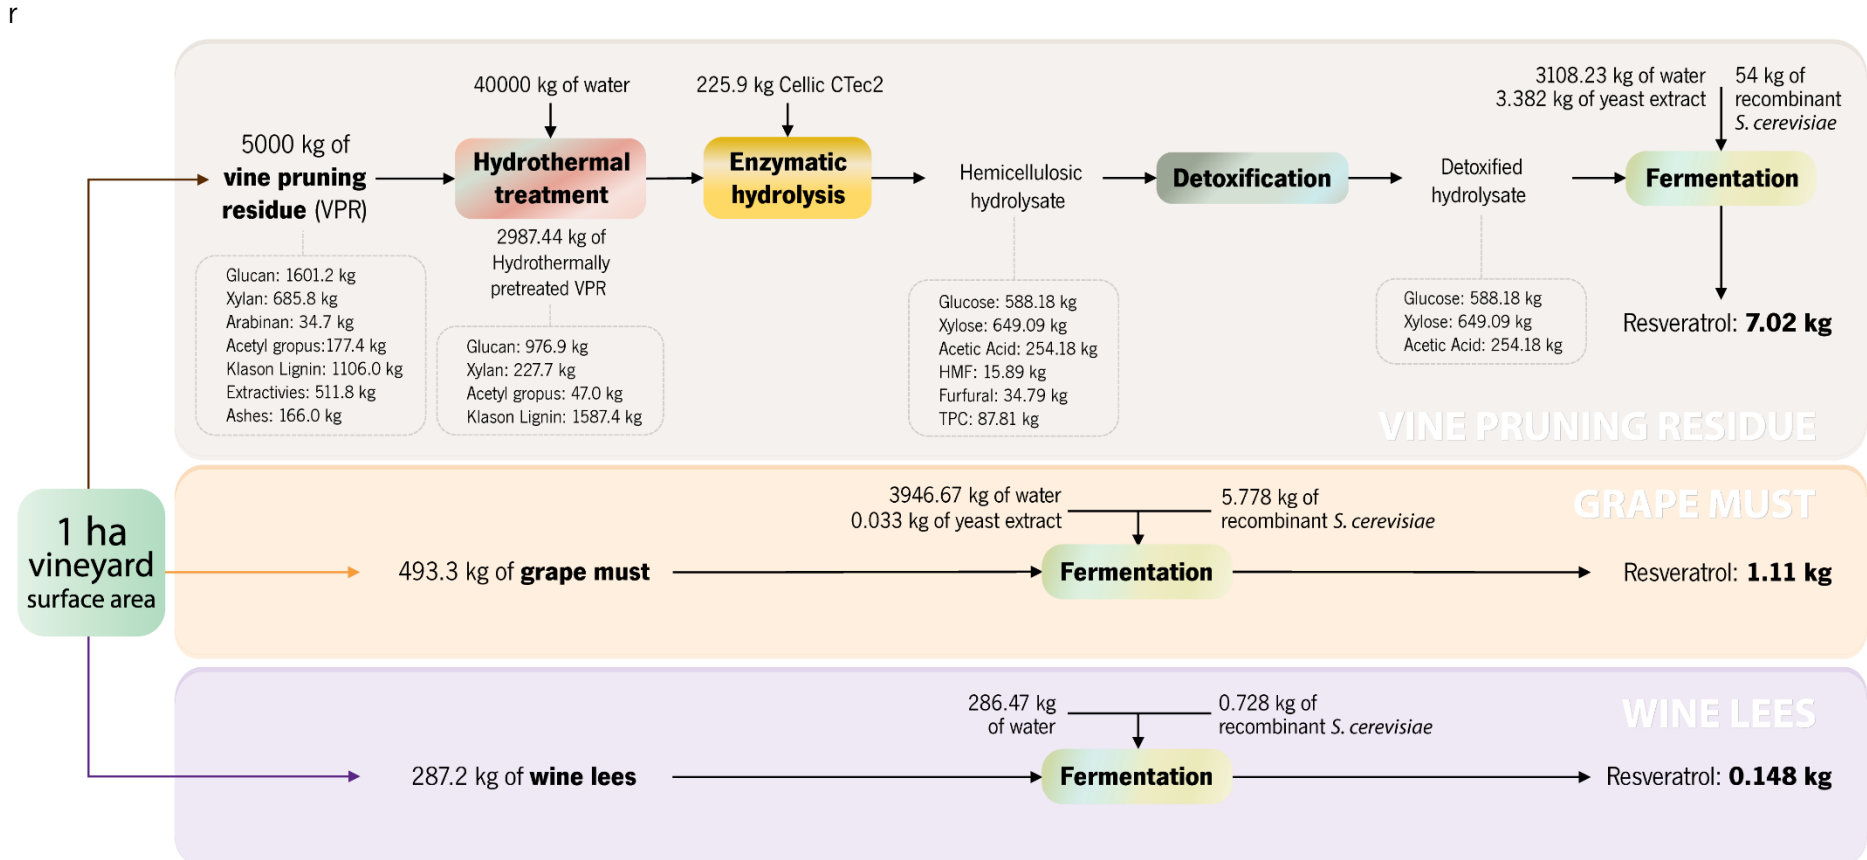 r
40000 kg of water
225.9 kg Cellic CTec2
3108.23 kg of water
3.382 kg of yeast extract
54 kg of
recombinant
S. cerevisiae
5000 kg of
vine pruning
residue (VPR)
Hydrothermal
treatment
Enzymatic
hydrolysis
Hemicellulosic
hydrolysate
Detoxification
Detoxified
hydrolysate
Fermentation
2987.44 kg of
Hydrothermally
pretreated VPR
Glucan: 1601.2 kg
Xylan: 685.8 kg
Arabinan: 34.7 kg
Acetyl gropus:177.4 kg
Klason Lignin: 1106.0 kg
Extractivies: 511.8 kg
Ashes: 166.0 kg
Glucan: 976.9 kg
Xylan: 227.7 kg
Acetyl gropus: 47.0 kg
Klason Lignin: 1587.4 kg
Glucose: 588.18 kg
Xylose: 649.09 kg
Acetic Acid: 254.18 kg
HMF: 15.89 kg
Furfural: 34.79 kg
TPC: 87.81 kg
Glucose: 588.18 kg
Xylose: 649.09 kg
Acetic Acid: 254.18 kg
Resveratrol: 7.02 kg
VINE PRUNING RESIDUE
1 ha
vineyard
surface area
GRAPE MUST
3946.67 kg of water
0.033 kg of yeast extract
5.778 kg of
recombinant S. cerevisiae
493.3 kg of grape must
Fermentation
Resveratrol: 1.11 kg
WINE LEES
286.47 kg
of water
0.728 kg of
recombinant S. cerevisiae
287.2 kg of wine lees
Fermentation
Resveratrol: 0.148 kg